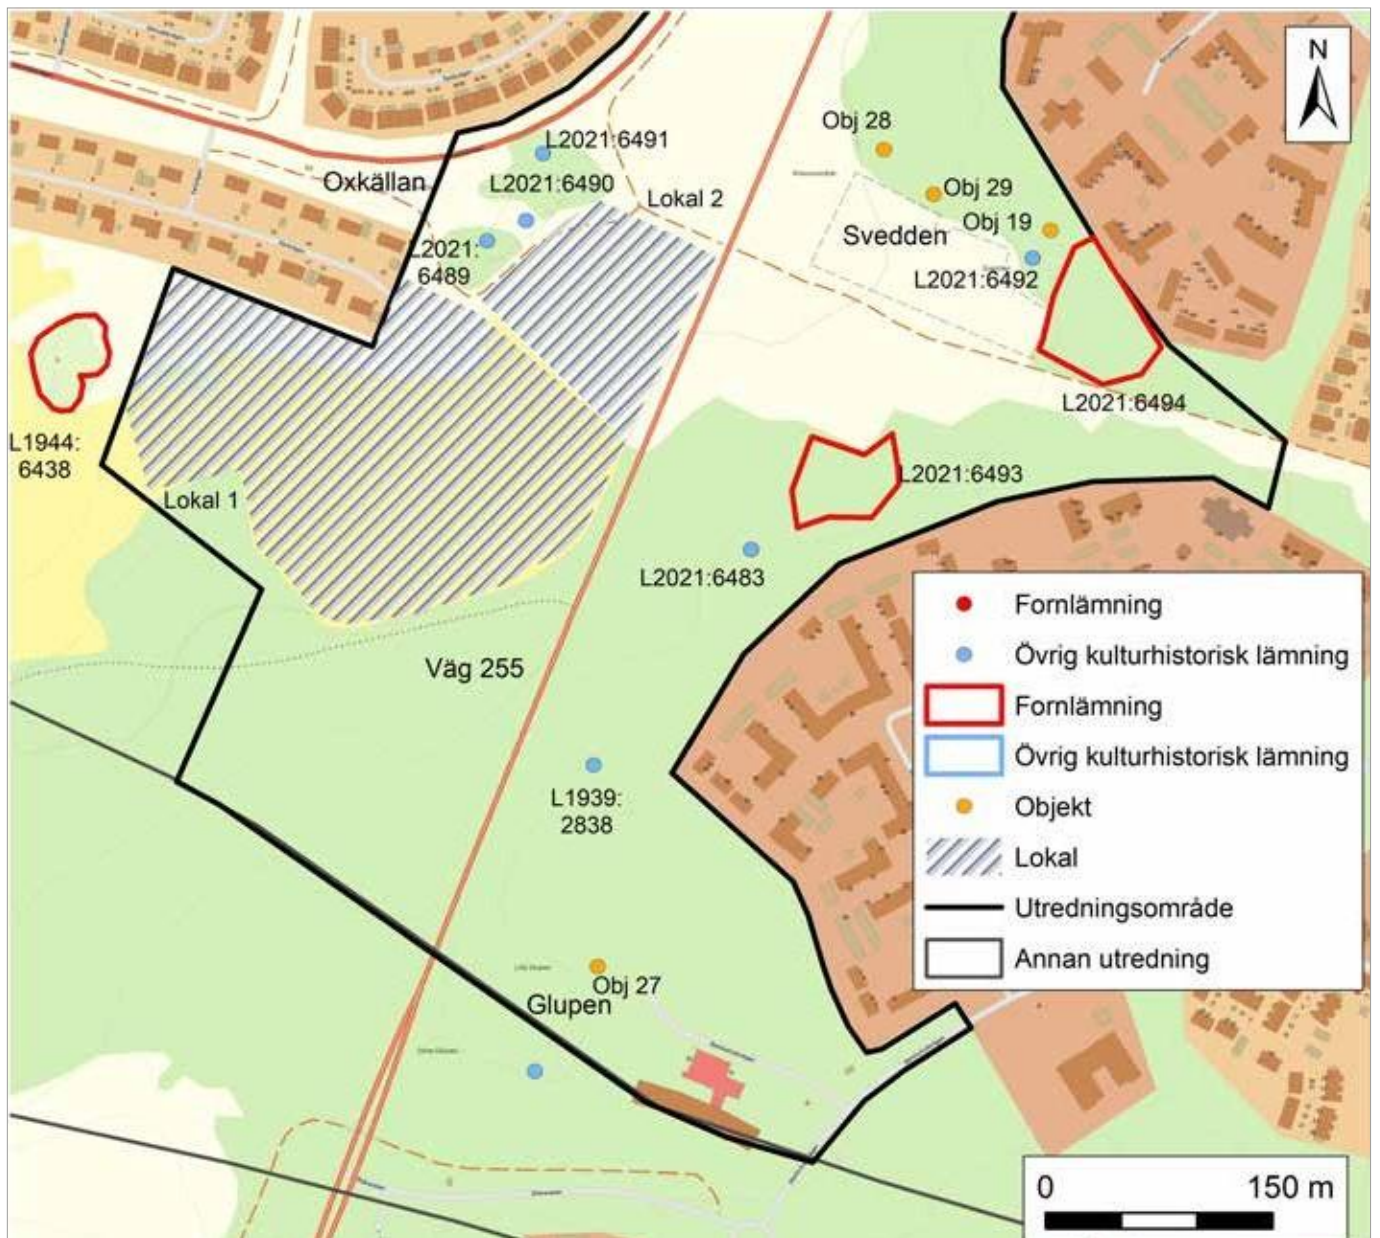 N
Obj 28
L2021:6491
Oxkällan
L2021:6490
Lokal 2
Obj 29
Obj 19
Svedden
L2021:
6489
L2021:6492
L2021:6494
L1944:
6438
L2021:6493
Lokal 1
L2021:6483
Väg 255
L1939:
2838
Obj 27
Glupen
Fornlämning
Övrig kulturhistorisk lämning
Fornlämning
Övrig kulturhistorisk lämning
Objekt
Lokal
Utredningsområde
Annan utredning
0 150 m